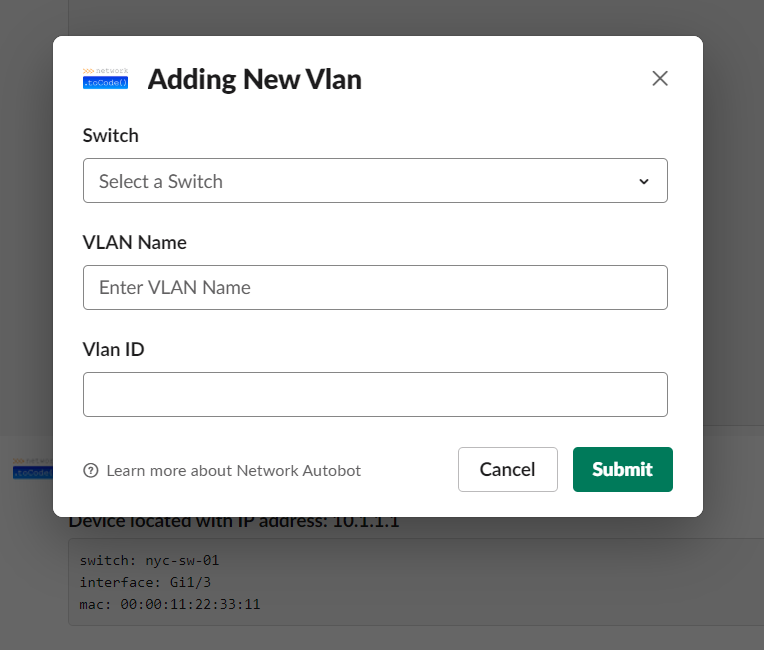 >>> network
.toCode()
Adding New Vlan
Switch
Select a Switch
VLAN Name
Enter VLAN Name
Vlan ID
Learn more about Network Autobot
Cancel
Submit
Device located with IP address: 10.1.1.1
switch: nyc-sw-01
interface: Gi1/3
mac: 00:00:11:22:33:11